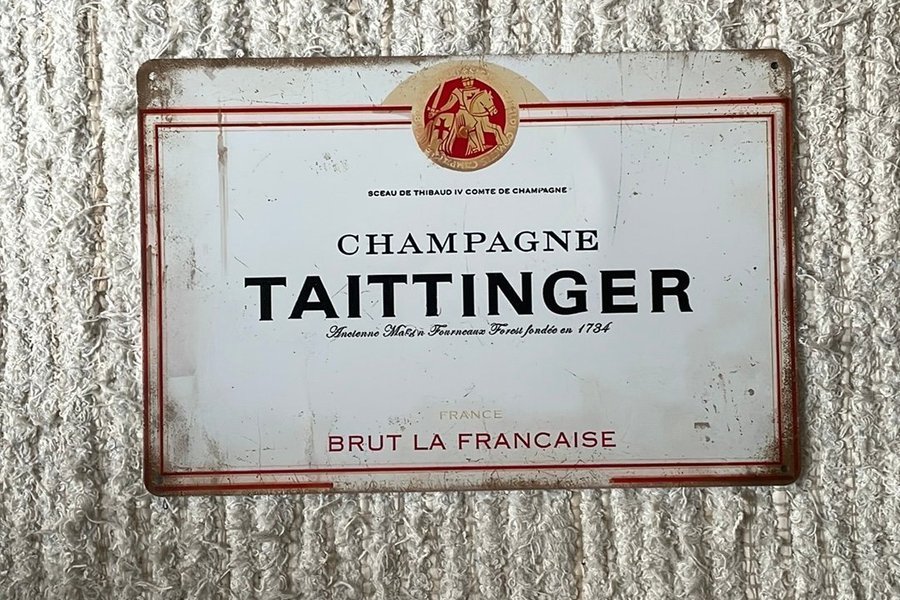 SCEAU DE THIBAUD IV COMTE DE CHAMPAGNE
CHAMPAGNE
TAITTINGER
Ancienne Maison Fourneaux Forest fondée en 1734
FRANCE
BRUT LA FRANCAISE